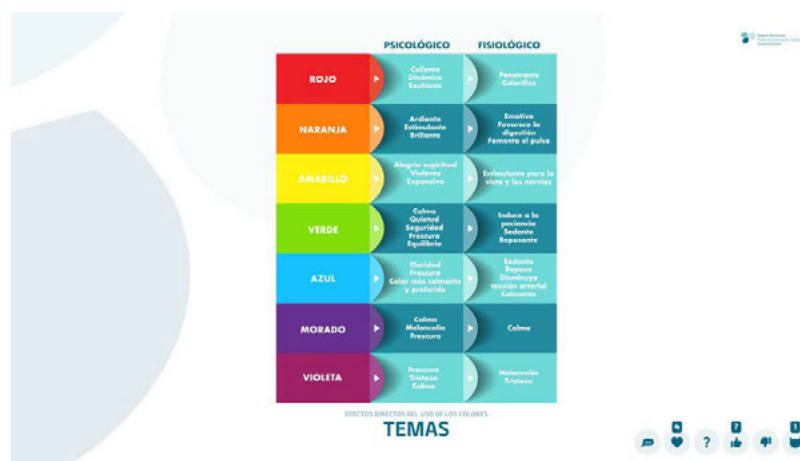 PSICOLÓGICO FISIOLÓGICO
ROJO
Caliente
Dinámico
Excitante
Penetrante
Calorífico
NARANJA
Ardiente
Estimulante
Brillante
Emotivo
Favorece la
digestión
Fomenta el pulso
AMARILLO
Alegría espiritual
Violento
Expansivo
Estimulante para la
vista y los nervios
VERDE
Calma
Quietud
Seguridad
Frescura
Equilibrio
Induce a la
paciencia
Sedante
Reposante
AZUL
Claridad
Frescura
Color más calmante
y preferido
Sedante
Reposo
Disminuye
tensión arterial
Calmante
MORADO
Calma
Melancolía
Frescura
Calma
VIOLETA
Frescura
Tristeza
Calma
Melancolía
Tristeza
EFECTOS DIRECTOS DEL USO DE LOS COLORES
TEMAS
4
7
1
?